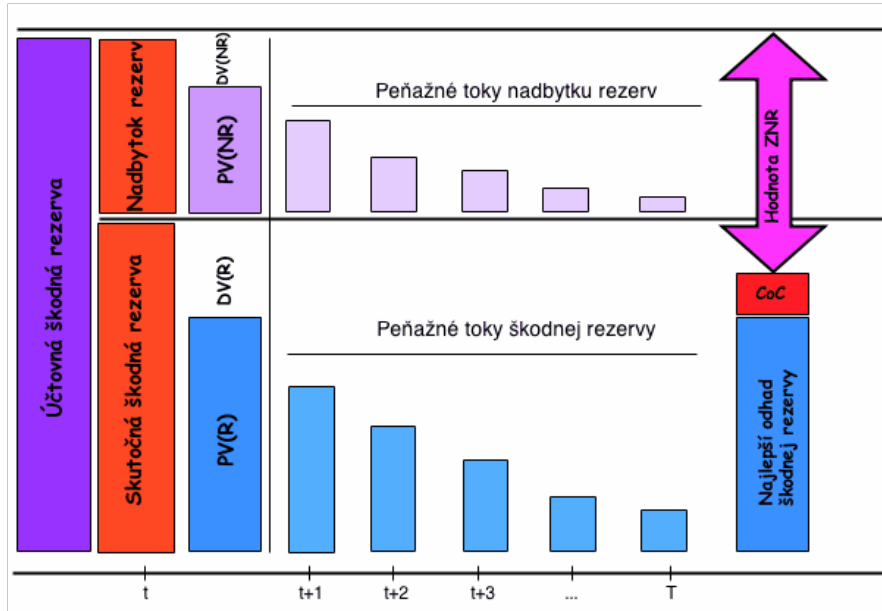 Účtovná škodná rezerva
Nadbytok rezerv
Skutočná škodná rezerva
DV(NR)
PV(NR)
DV(R)
PV(R)
Peňažné toky nadbytku rezerv
Peňažné toky škodnej rezervy
Hodnota ZNR
CoC
Najlepší odhad
škodnej rezervy
t
t+1
t+2
t+3
...
T